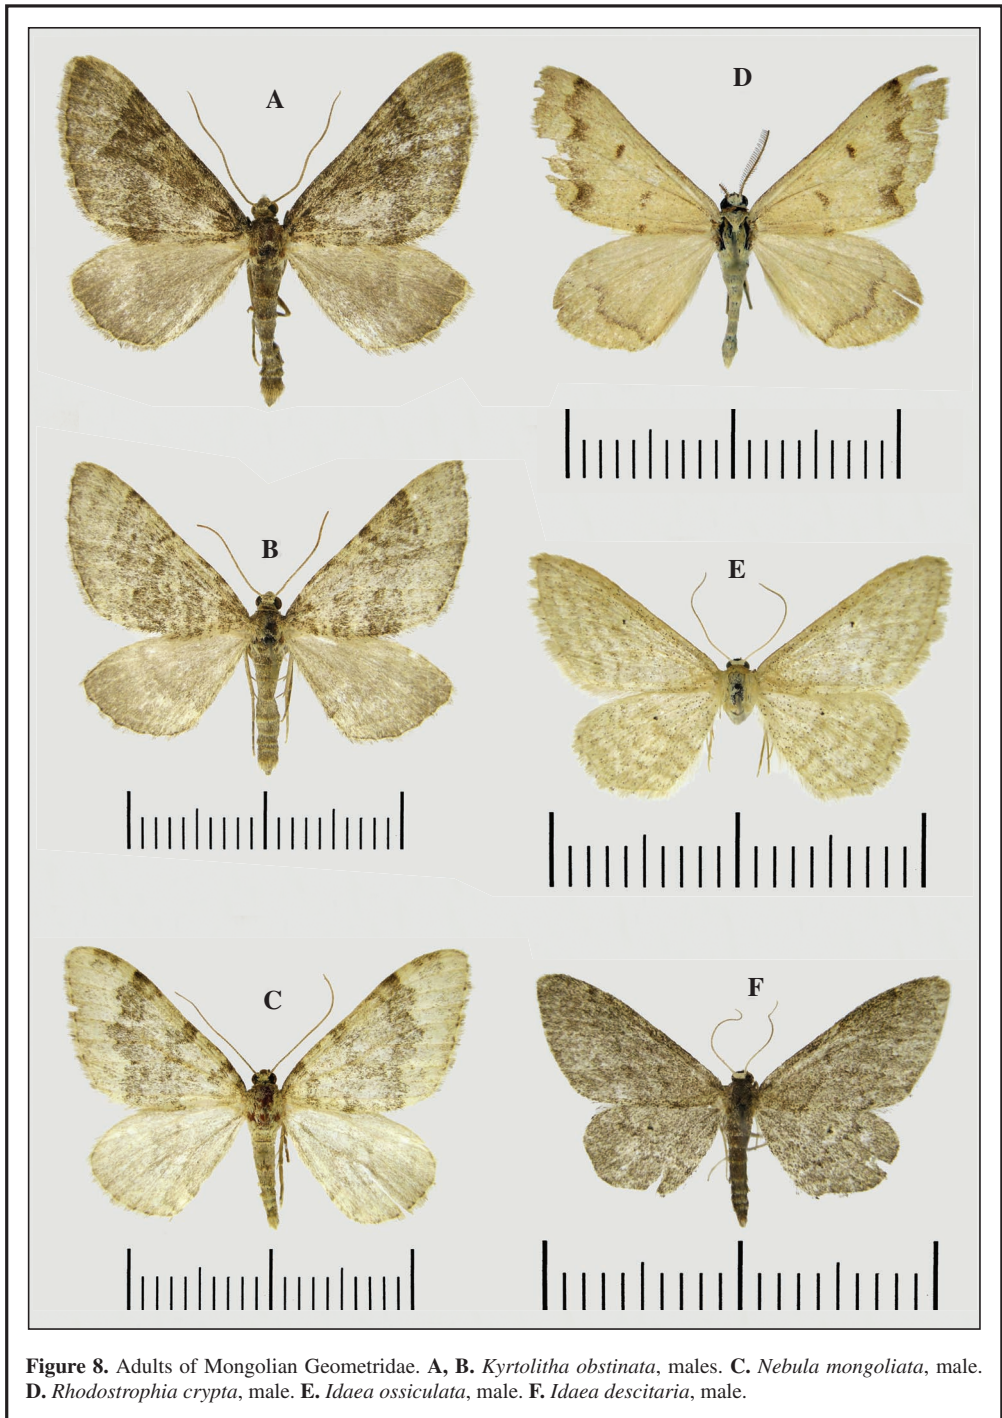 A
D
B
E
C
F
Figure 8. Adults of Mongolian Geometridae. A, B. Kyrtolitha obstinata, males. C. Nebula mongoliata, male.
D. Rhodostrophia crypta, male. E. Idaea ossiculata, male. F. Idaea descitaria, male.